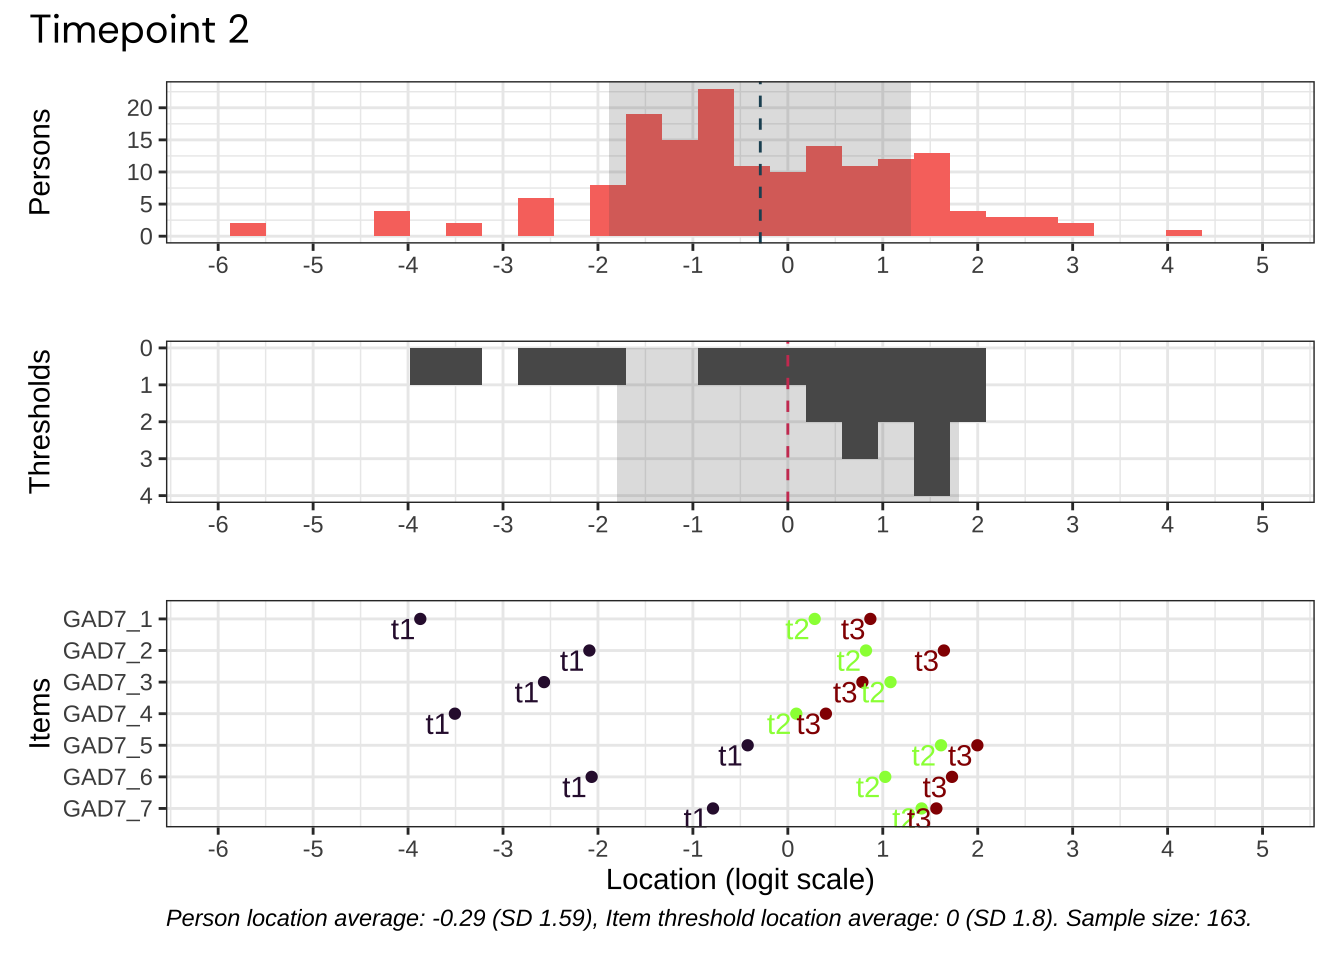 Timepoint 2
Persons
20
15
10
5
0
-6 -5 -4 -3 -2 -1 0 1 2 3 4 5
Thresholds
0
1
2
3
4
-6 -5 -4 -3 -2 -1 0 1 2 3 4 5
Items
GAD7_1 t1 t2 t3
GAD7_2 t1 t2 t3
GAD7_3 t1 t3 t2
GAD7_4 t1 t2 t3
GAD7_5 t1 t2 t3
GAD7_6 t1 t2 t3
GAD7_7 t1 t2 t3
-6 -5 -4 -3 -2 -1 0 1 2 3 4 5
Location (logit scale)
Person location average: -0.29 (SD 1.59), Item threshold location average: 0 (SD 1.8). Sample size: 163.